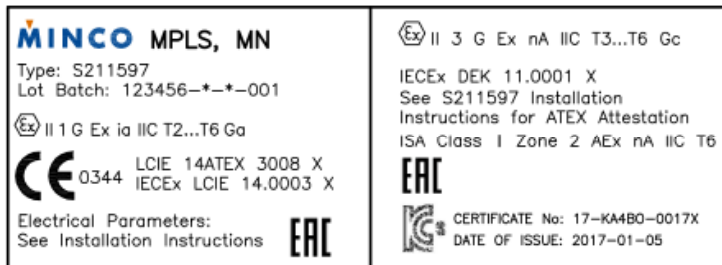 MINCO MPLS, MN
Type: S211597
Lot Batch: 123456-*-*-001
Ex II 1 G Ex ia IIC T2...T6 Ga
CE 0344 LCIE 14ATEX 3008 X
IECEx LCIE 14.0003 X
Electrical Parameters:
See Installation Instructions EAC
Ex II 3 G Ex nA IIC T3...T6 Gc
IECEx DEK 11.0001 X
See S211597 Installation
Instructions for ATEX Attestation
ISA Class I Zone 2 AEx nA IIC T6
EAC
KCs CERTIFICATE No: 17-KA4BO-0017X
DATE OF ISSUE: 2017-01-05